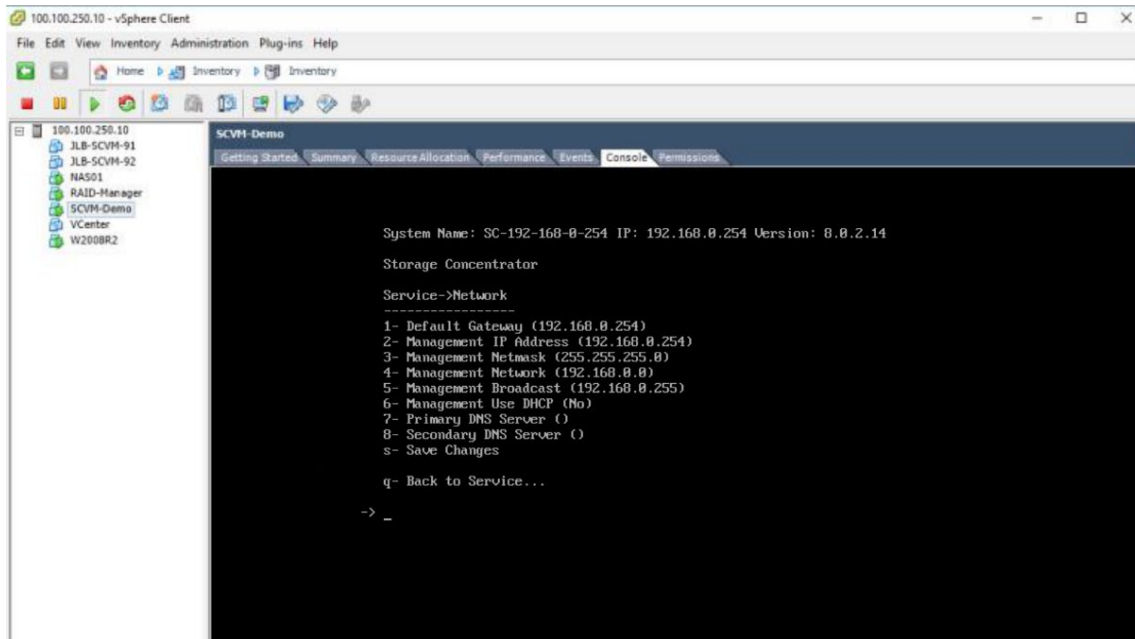 100.100.250.10 - vSphere Client
File Edit View Inventory Administration Plug-ins Help
Home Inventory Inventory
100.100.250.10
JLB-SCVM-91
JLB-SCVM-92
NAS01
RAID-Manager
SCVM-Demo
VCenter
W2008R2
SCVM-Demo
Getting Started Summary Resource Allocation Performance Events Console Permissions
System Name: SC-192-168-0-254 IP: 192.168.0.254 Version: 8.0.2.14
Storage Concentrator
Service->Network
-----------------
1- Default Gateway (192.168.0.254)
2- Management IP Address (192.168.0.254)
3- Management Netmask (255.255.255.0)
4- Management Network (192.168.0.0)
5- Management Broadcast (192.168.0.255)
6- Management Use DHCP (No)
7- Primary DNS Server ()
8- Secondary DNS Server ()
s- Save Changes
q- Back to Service...
-> _